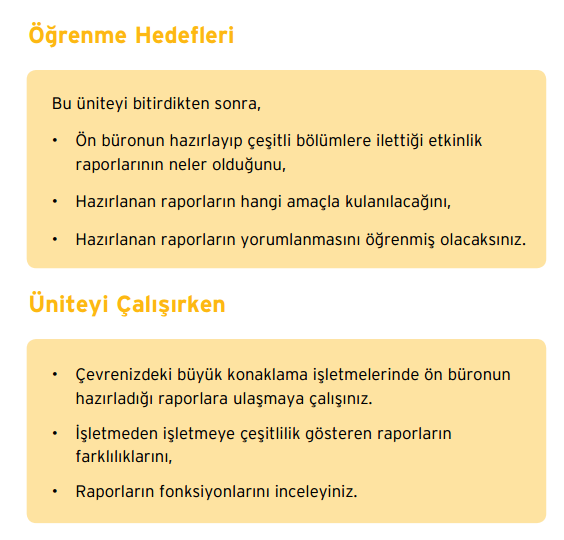 Öğrenme Hedefleri
Bu üniteyi bitirdikten sonra,
• Ön büronun hazırlayıp çeşitli bölümlere ilettiği etkinlik
raporlarının neler olduğunu,
• Hazırlanan raporların hangi amaçla kulanılacağını,
• Hazırlanan raporların yorumlanmasını öğrenmiş olacaksınız.
Üniteyi Çalışırken
• Çevrenizdeki büyük konaklama işletmelerinde ön büronun
hazırladığı raporlara ulaşmaya çalışınız.
• İşletmeden işletmeye çeşitlilik gösteren raporların
farklılıklarını,
• Raporların fonksiyonlarını inceleyiniz.